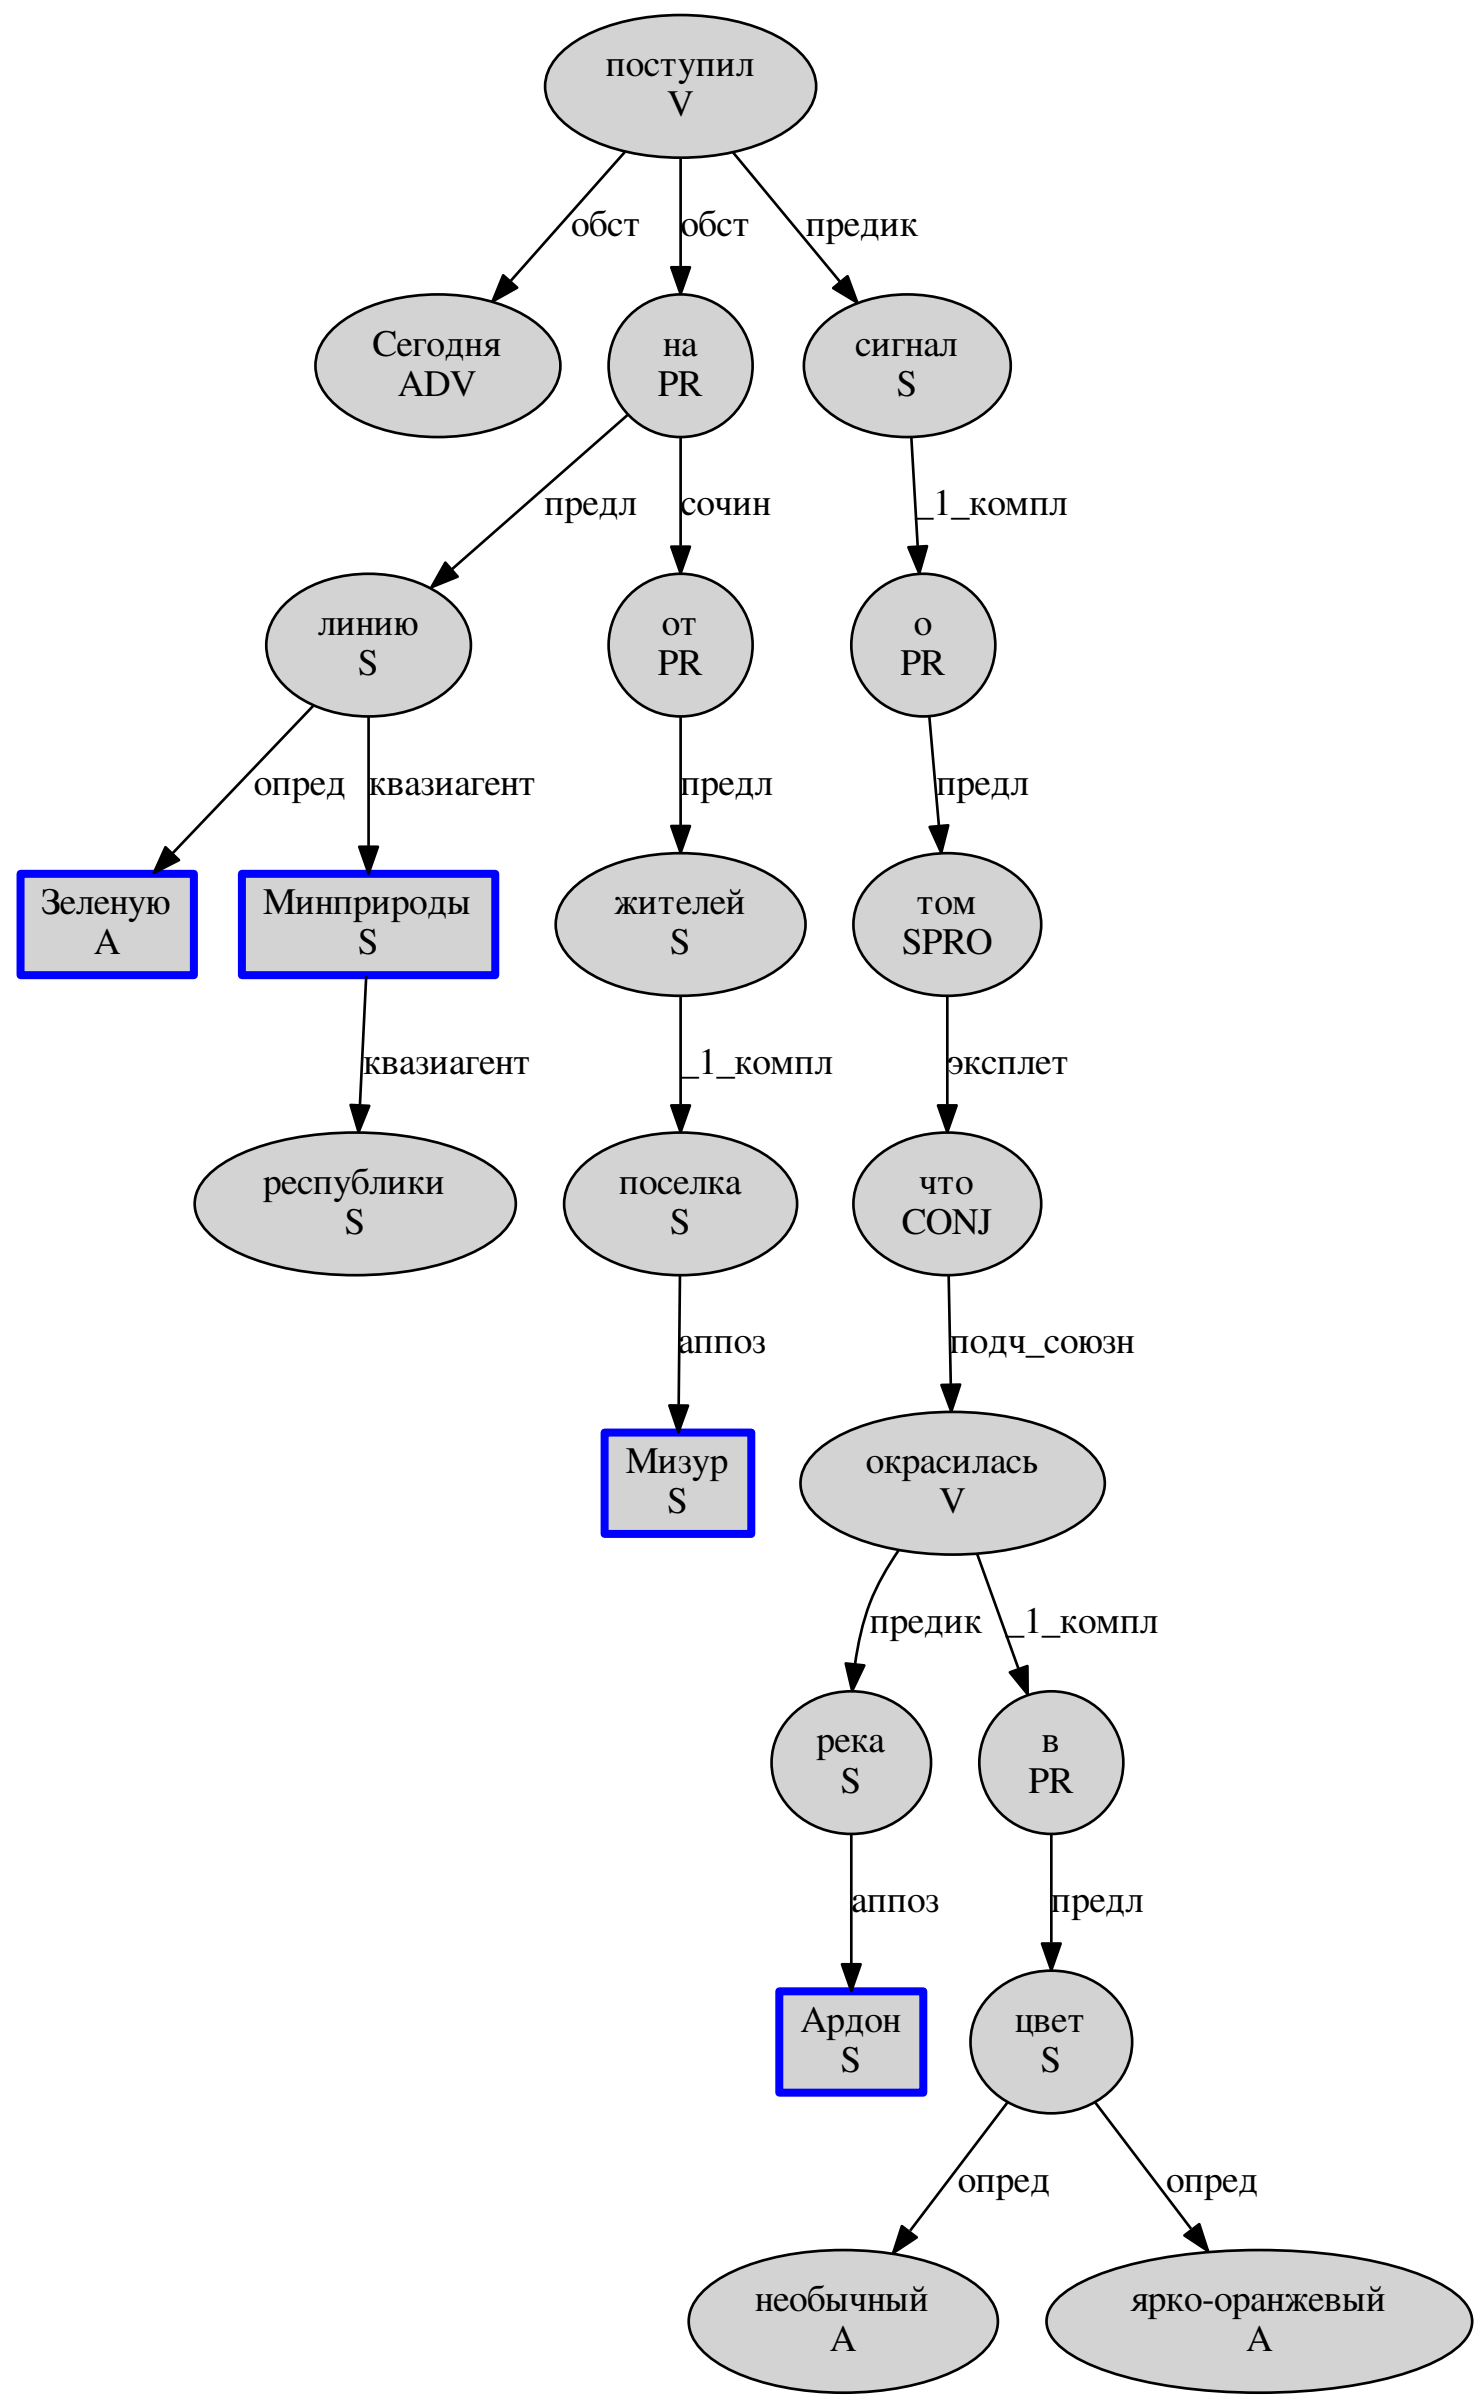 поступил
V
обст
обст
предик
Сегодня
ADV
на
PR
сигнал
S
предл
сочин
_1_компл
линию
S
от
PR
о
PR
опред
квазиагент
предл
предл
Зеленую
A
Минприроды
S
жителей
S
том
SPRO
квазиагент
_1_компл
эксплет
республики
S
поселка
S
что
CONJ
аппоз
подч_союзн
Мизур
S
окрасилась
V
предик
_1_компл
река
S
в
PR
аппоз
предл
Ардон
S
цвет
S
опред
опред
необычный
A
ярко-оранжевый
A